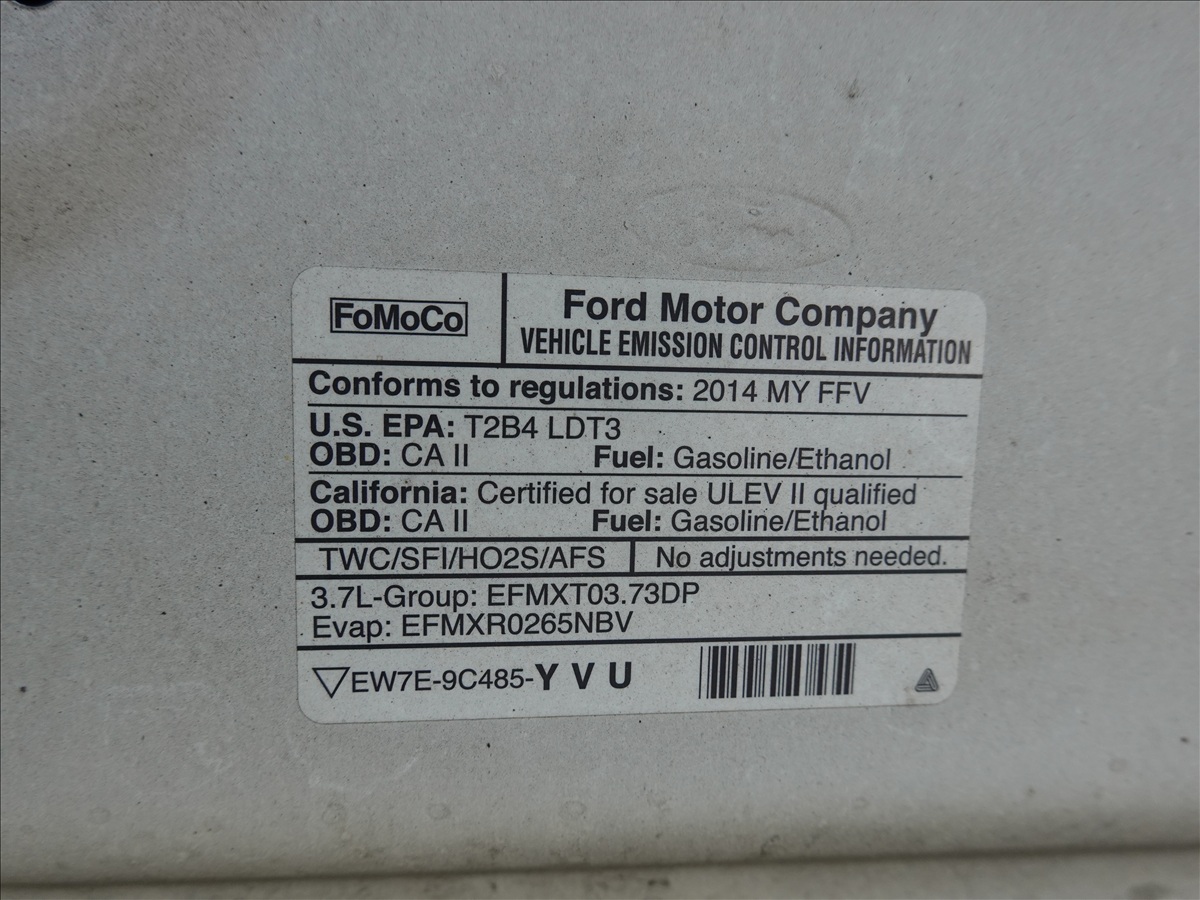 FoMoCo
Ford Motor Company
VEHICLE EMISSION CONTROL INFORMATION
Conforms to regulations: 2014 MY FFV
U.S. EPA: T2B4 LDT3
OBD: CA II Fuel: Gasoline/Ethanol
California: Certified for sale ULEV II qualified
OBD: CA II Fuel: Gasoline/Ethanol
TWC/SFI/HO2S/AFS No adjustments needed.
3.7L-Group: EFMXT03.73DP
Evap: EFMXR0265NBV
EW7E-9C485-Y V U